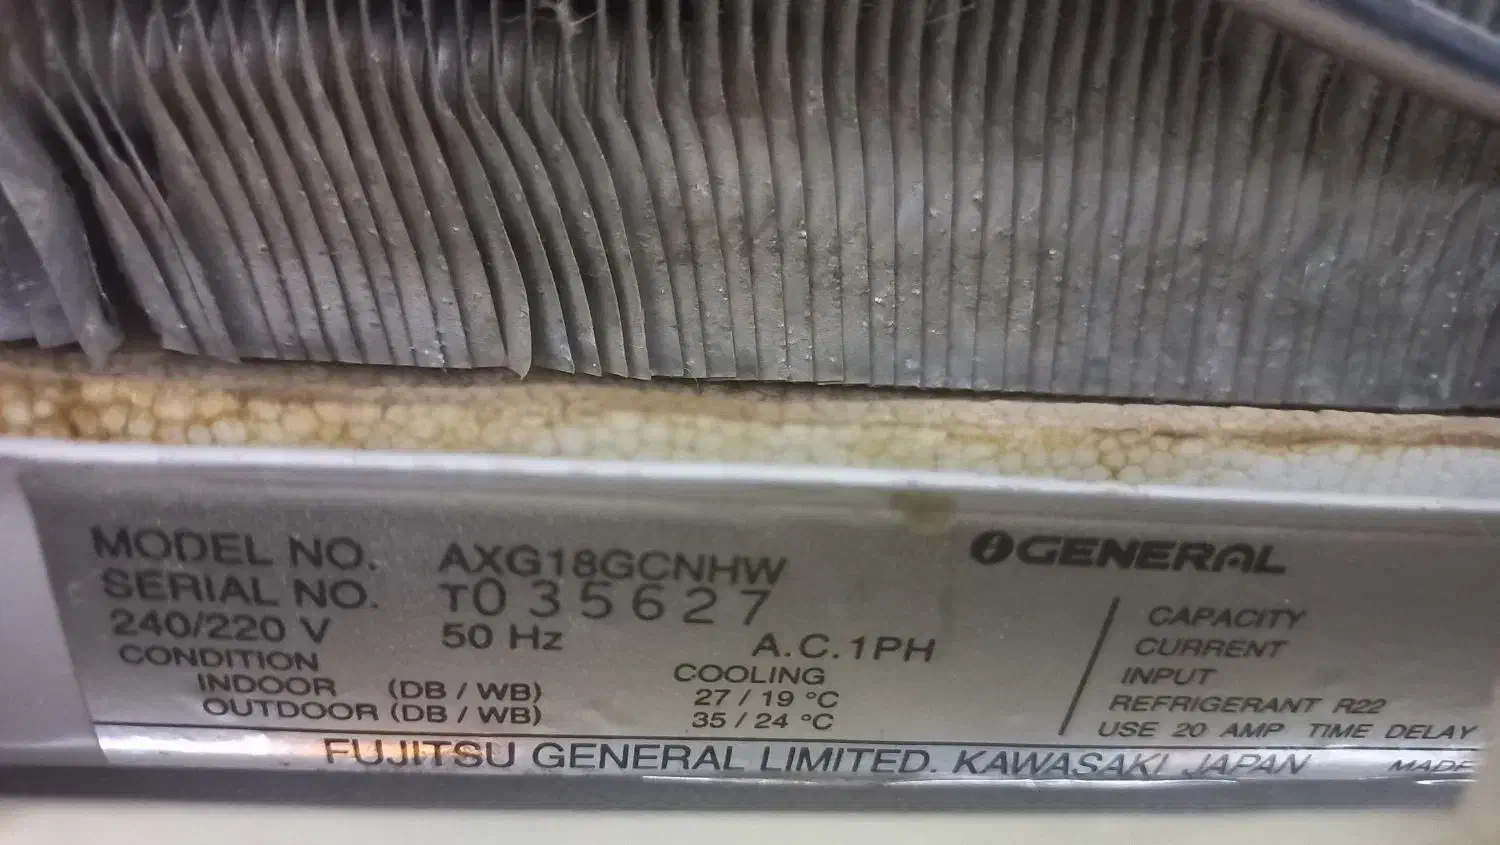 MODEL NO. AXG18GCNHW
SERIAL NO. T035627
240/220 V 50 Hz A.C.1PH
CONDITION COOLING
INDOOR (DB / WB) 27 / 19 °C
OUTDOOR (DB / WB) 35 / 24 °C
GENERAL
CAPACITY
CURRENT
INPUT
REFRIGERANT R22
USE 20 AMP TIME DELAY
FUJITSU GENERAL LIMITED. KAWASAKI JAPAN MADE